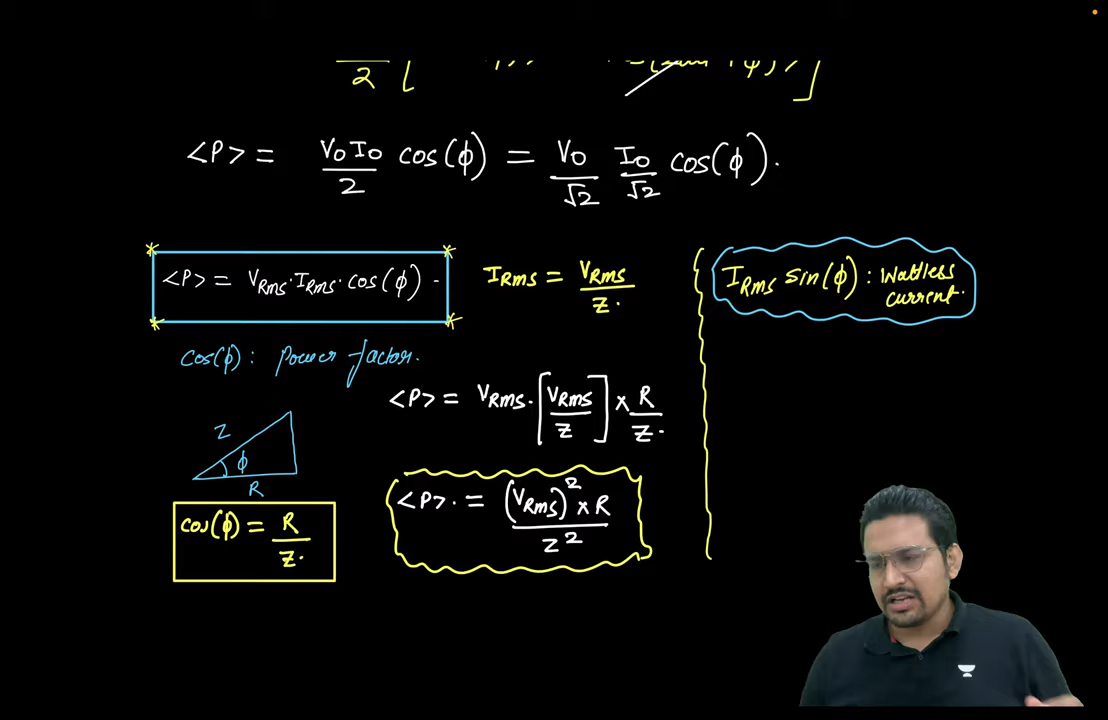 2 [
<P> = V₀I₀/2 cos(ϕ) = V₀/√2 I₀/√2 cos(ϕ).
<P> = VRms. IRms. cos(ϕ) -
IRms = VRms/Z.
IRms sin(ϕ) : Wattless
current.
cos(ϕ) : Power factor.
<P> = VRms. [VRms/Z] × R/Z.
Z
ϕ
R
<P>. = (VRms)² × R/Z²
cos(ϕ) = R/Z.